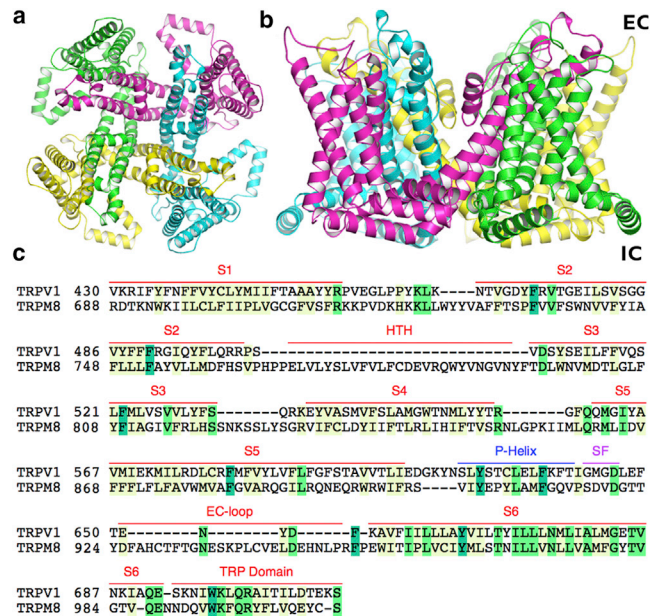 a
b
EC
IC
c
S1 S2
TRPV1 430 VKRIFYFNFFVYCLYMIIFTAAAYYRPVEGLPPYKLK----NTVGDYFRVTGEILSVSGG
TRPM8 688 RDTKNWKIILCLFIIPLVGCGFVSFRKKPVDKHKKLLWYYVAFFTSPFVVFSWNVVFYIA
S2 HTH S3
TRPV1 486 VYFFFRGIQYFLQRRPS------------------------------VDSYSEILFFVQS
TRPM8 748 FLLLFAYVLLMDFHSVPHPPELVLYSLVFVLFCDEVRQWYVNGVNYFTDLWNVMDTLGLF
S3 S4 S5
TRPV1 521 LFMLVSVVLYFS-------QRKEYVASMVFSLAMGWTNMLYYTR-------GFQQMGIYA
TRPM8 808 YFIAGIVFRLHSSNKSSLYSGRVIFCLDYIIFTLRLIHIFTVSRNLGPKIIMLQRMLIDV
S5 P-Helix SF
TRPV1 567 VMIEKMILRDLCRFMFVYLVFLFGFSTAVVTLIEDGKYNSLYSTCLELFKFTIGMGDLEF
TRPM8 868 FFFLFLFAVWMVAFGVARQGILRQNEQRWRWIFRS----VIYEPYLAMFGQVPSDVDGTT
EC-loop S6
TRPV1 650 TE--------N--------YD------F-KAVFIILLLAYVILTYILLLNMLIALMGETV
TRPM8 924 YDFAHCTFTGNESKPLCVELDEHNLPRFPEWITIPLVCIYMLSTNILLVNLLVAMFGYTV
S6 TRP Domain
TRPV1 687 NKIAQE-SKNIWKLQRAITILDTEKS
TRPM8 984 GTV-QENNDQVWKFQRYFLVQEYC-S